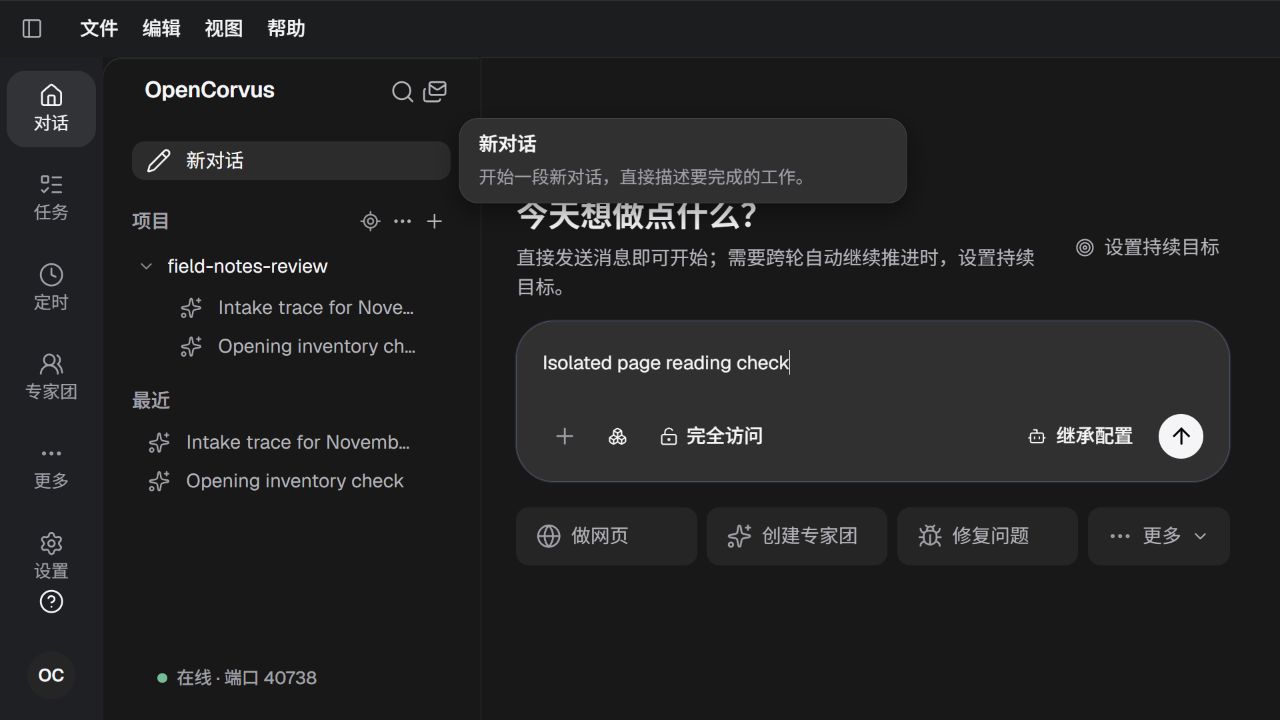 文件 编辑 视图 帮助
对话
任务
定时
专家团
更多
设置
OC
OpenCorvus
新对话
项目
field-notes-review
Intake trace for Nove...
Opening inventory ch...
最近
Intake trace for Novemb...
Opening inventory check
在线 · 端口 40738
新对话
开始一段新对话，直接描述要完成的工作。
今天想做点什么？
直接发送消息即可开始；需要跨轮自动继续推进时，设置持续
目标。
设置持续目标
Isolated page reading check
完全访问
继承配置
做网页
创建专家团
修复问题
更多